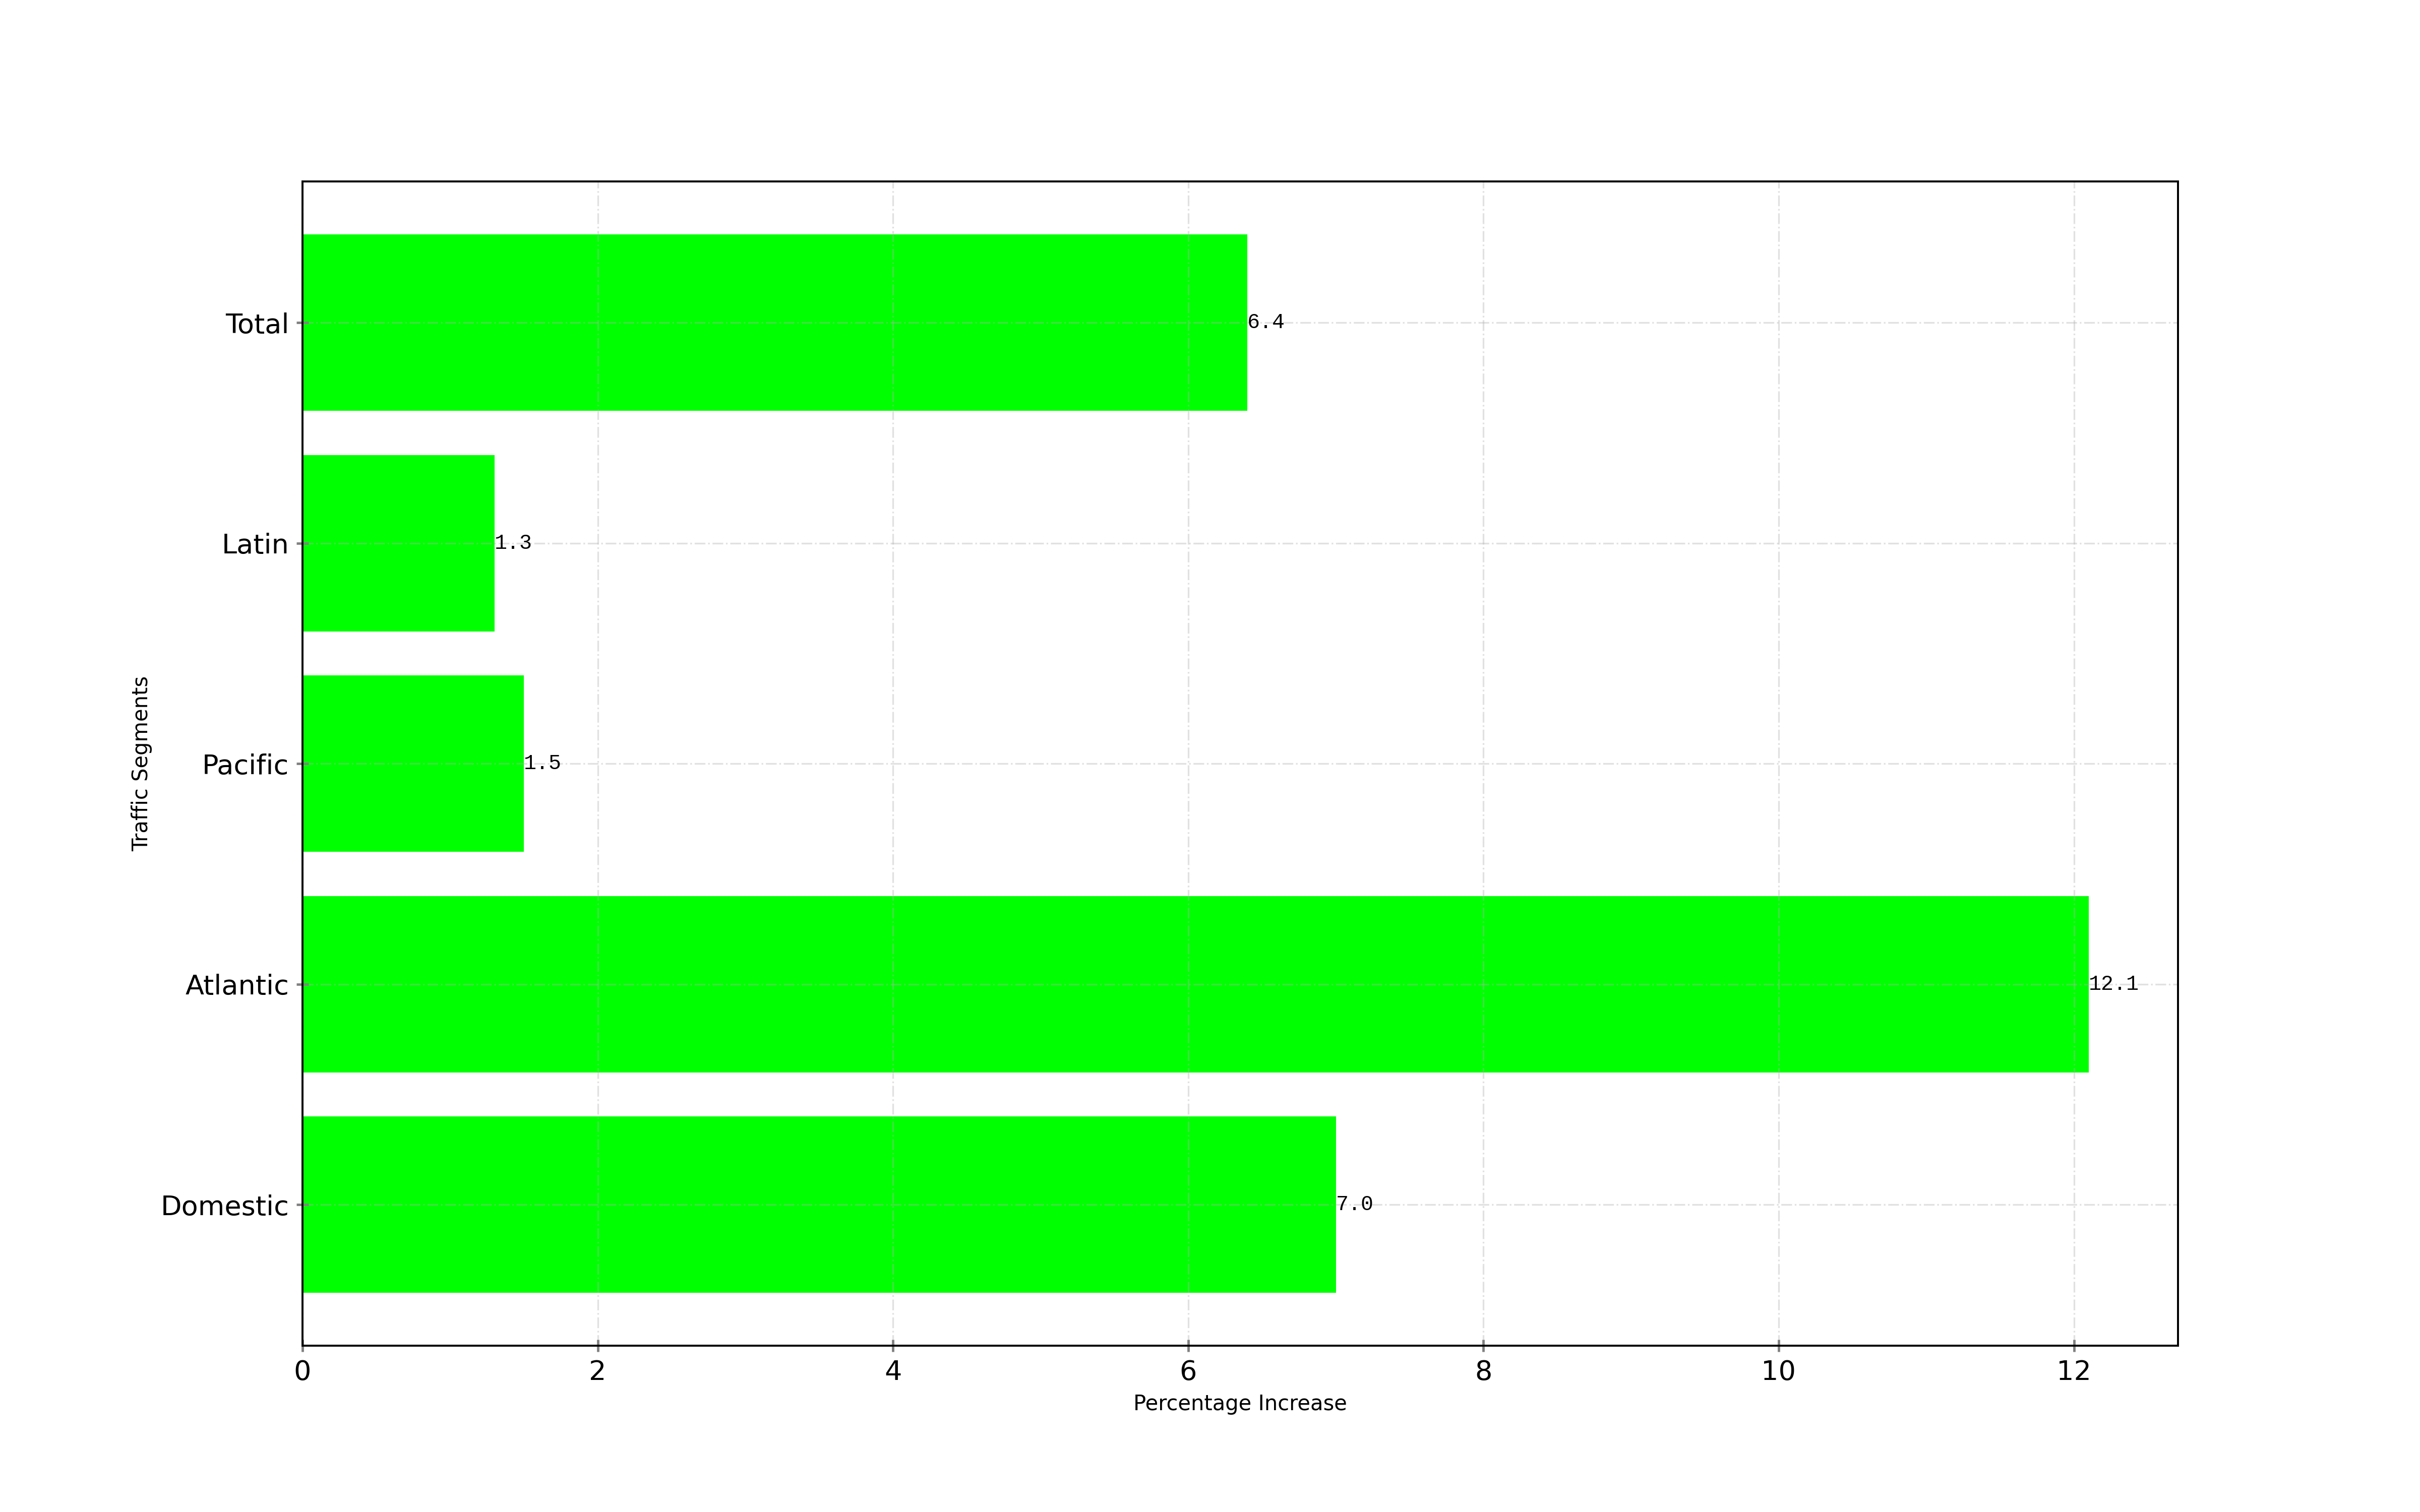 Total
6.4
Latin
1.3
Traffic Segments
Pacific
1.5
Atlantic
12.1
Domestic
7.0
0 2 4 6 8 10 12
Percentage Increase